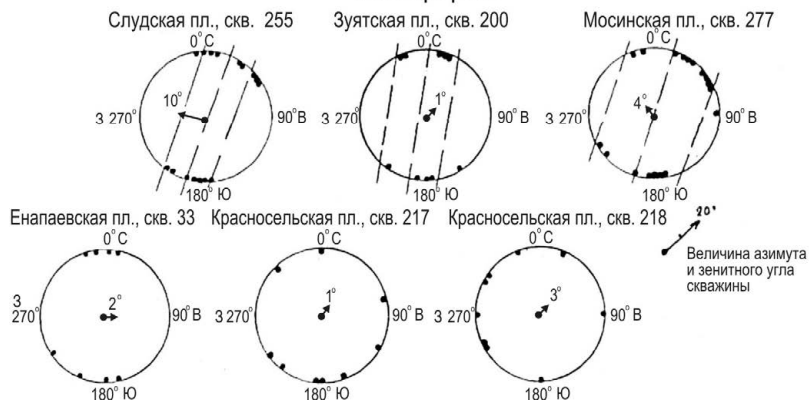 Слудская пл., скв. 255
Зуятская пл., скв. 200
Мосинская пл., скв. 277
0° С
0° С
0° С
10°
1°
4°
З 270°
90° В
З 270°
90° В
З 270°
90° В
180° Ю
180° Ю
180° Ю
Енапаевская пл., скв. 33
Красносельская пл., скв. 217
Красносельская пл., скв. 218
20°
0° С
0° С
0° С
Величина азимута
и зенитного угла
скважины
2°
1°
3°
З
270°
90° В
З 270°
90° В
З 270°
90° В
180° Ю
180° Ю
180° Ю